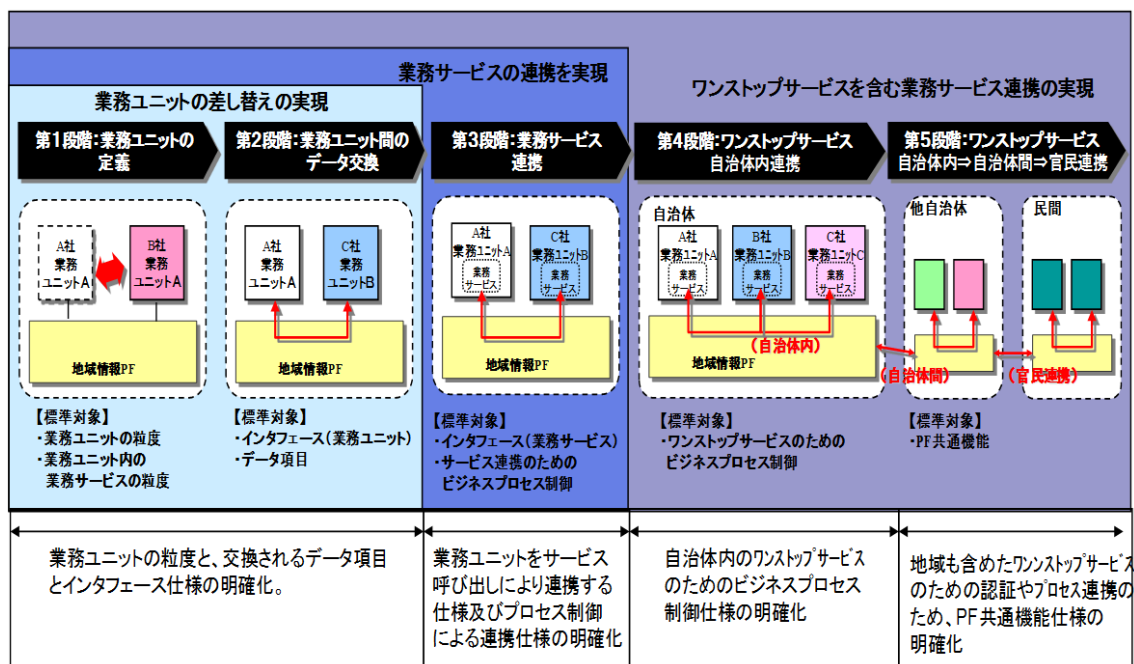 業務サービスの連携を実現
ワンストップサービスを含む業務サービス連携の実現
業務ユニットの差し替えの実現
第1段階:業務ユニットの
定義
第2段階:業務ユニット間の
データ交換
第3段階:業務サービス
連携
第4段階:ワンストップサービス
自治体内連携
第5段階:ワンストップサービス
自治体内⇒自治体間⇒官民連携
A社
業務
ユニットA
B社
業務
ユニットA
地域情報PF
A社
業務
ユニットA
C社
業務
ユニットB
地域情報PF
A社
業務ユニットA
業務
サービス
C社
業務ユニットB
業務
サービス
地域情報PF
自治体
A社
業務ユニットA
業務
サービス
B社
業務ユニットB
業務
サービス
C社
業務ユニットC
業務
サービス
(自治体内)
地域情報PF
他自治体
民間
(自治体間)
(官民連携)
【標準対象】
・業務ユニットの粒度
・業務ユニット内の
業務サービスの粒度
【標準対象】
・インタフェース(業務ユニット)
・データ項目
【標準対象】
・インタフェース(業務サービス)
・サービス連携のための
ビジネスプロセス制御
【標準対象】
・ワンストップサービスのための
ビジネスプロセス制御
【標準対象】
・PF共通機能
業務ユニットの粒度と、交換されるデータ項目
とインタフェース仕様の明確化。
業務ユニットをサービス
呼び出しにより連携する
仕様及びプロセス制御
による連携仕様の明確化
自治体内のワンストップサービス
のためのビジネスプロセス
制御仕様の明確化
地域も含めたワンンストップサービス
のための認証やプロセス連携の
ため、PF共通機能仕様の
明確化